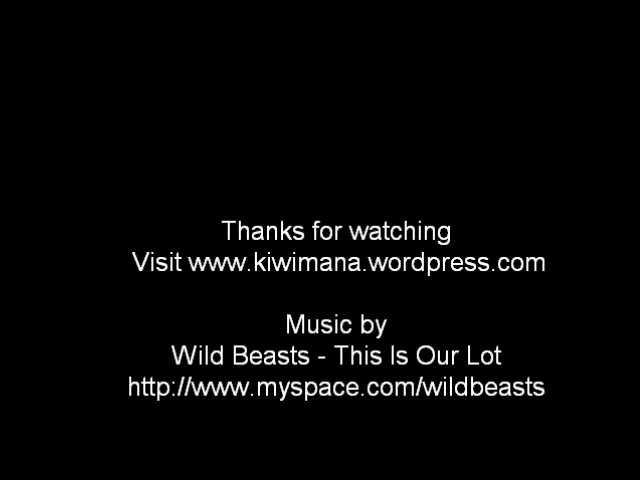 Thanks for watching
Visit www.kiwimana.wordpress.com
Music by
Wild Beasts - This Is Our Lot
http://www.myspace.com/wildbeasts